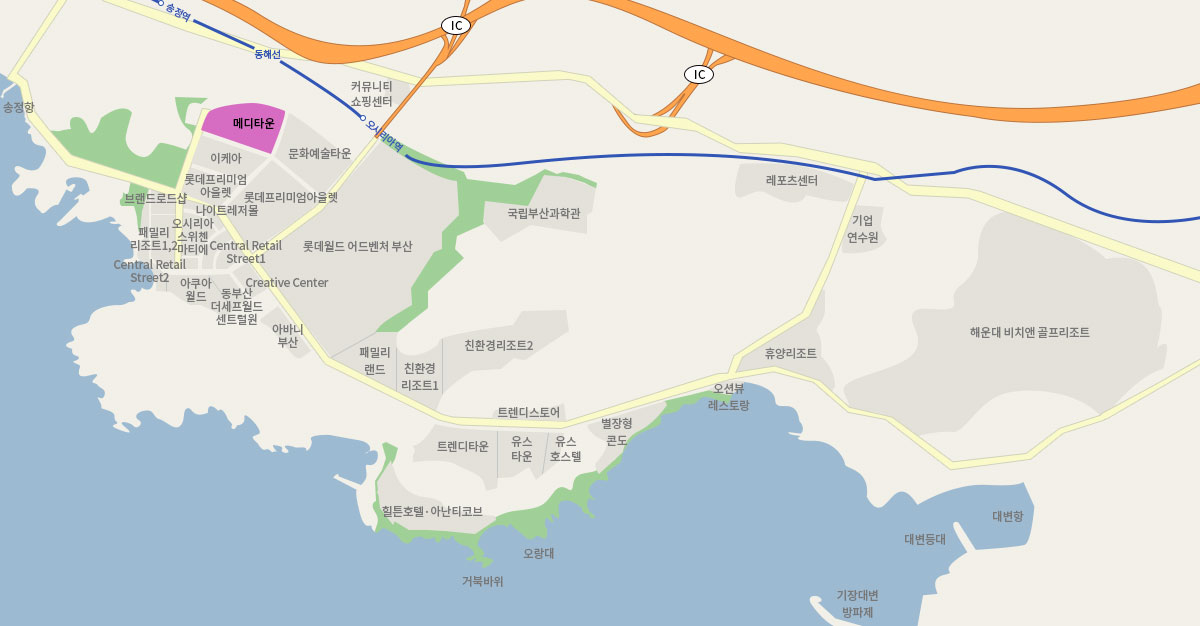 송정역
IC
동해선
IC
커뮤니티
쇼핑센터
송정항
메디타운
오시리아역
이케아
문화예술타운
롯데프리미엄
아울렛
브랜드로드샵
롯데프리미엄아울렛
레포츠센터
나이트레저몰
국립부산과학관
오시리아
스위첸
마티에
패밀리
리조트1,2
기업
연수원
Central Retail
Street1
롯데월드 어드벤처 부산
Central Retail
Street2
아쿠아
월드
Creative Center
동부산
더세프월드
센트럴원
아바니
부산
해운대 비치앤 골프리조트
패밀리
랜드
친환경
리조트1
친환경리조트2
휴양리조트
오션뷰
레스토랑
트렌디스토어
별장형
콘도
트렌디타운
유스
타운
유스
호스텔
힐튼호텔·아난티코브
대변항
대변등대
오랑대
거북바위
기장대변
방파제